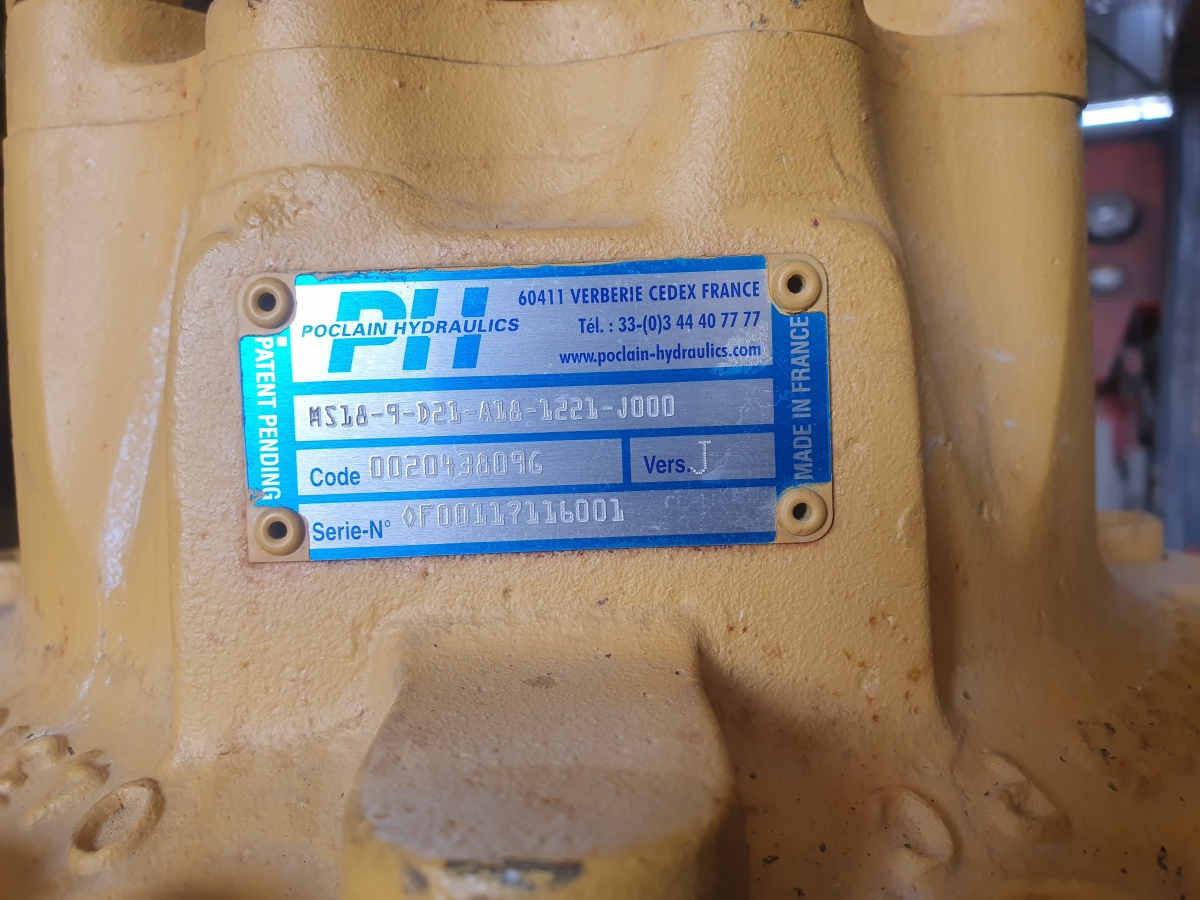 PH
POCLAIN HYDRAULICS
60411 VERBERIE CEDEX FRANCE
Tél. : 33-(0)3 44 40 77 77
www.poclain-hydraulics.com
PATENT PENDING
MS18-9-D21-A18-1221-J000
Code 0020438096
Vers. J
Serie-N° ◊F00117116001
MADE IN FRANCE